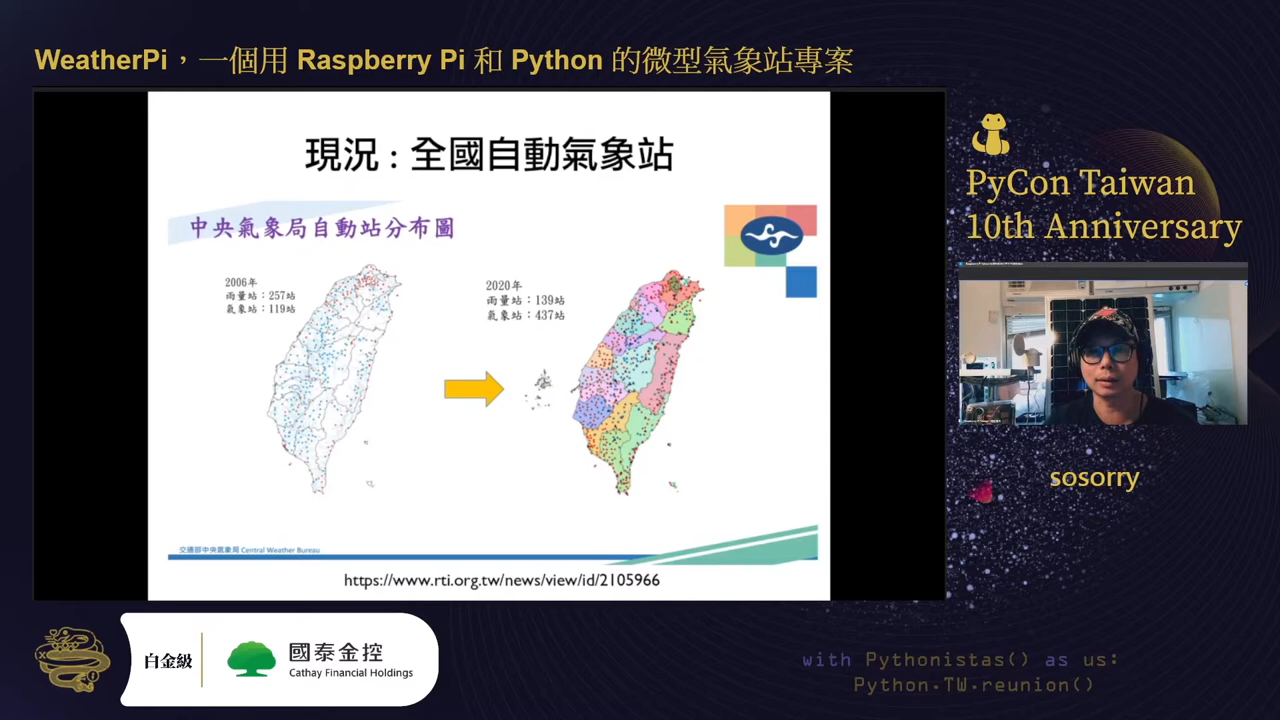 WeatherPi，一個用 Raspberry Pi 和 Python 的微型氣象站專案
現況 : 全國自動氣象站
中央氣象局自動站分布圖
2006年
雨量站：257站
氣象站：119站
2020年
雨量站：139站
氣象站：437站
交通部中央氣象局 Central Weather Bureau
https://www.rti.org.tw/news/view/id/2105966
PyCon Taiwan
10th Anniversary
sosorry
白金級
國泰金控
Cathay Financial Holdings
with Pythonistas() as us:
Python.TW.reunion()